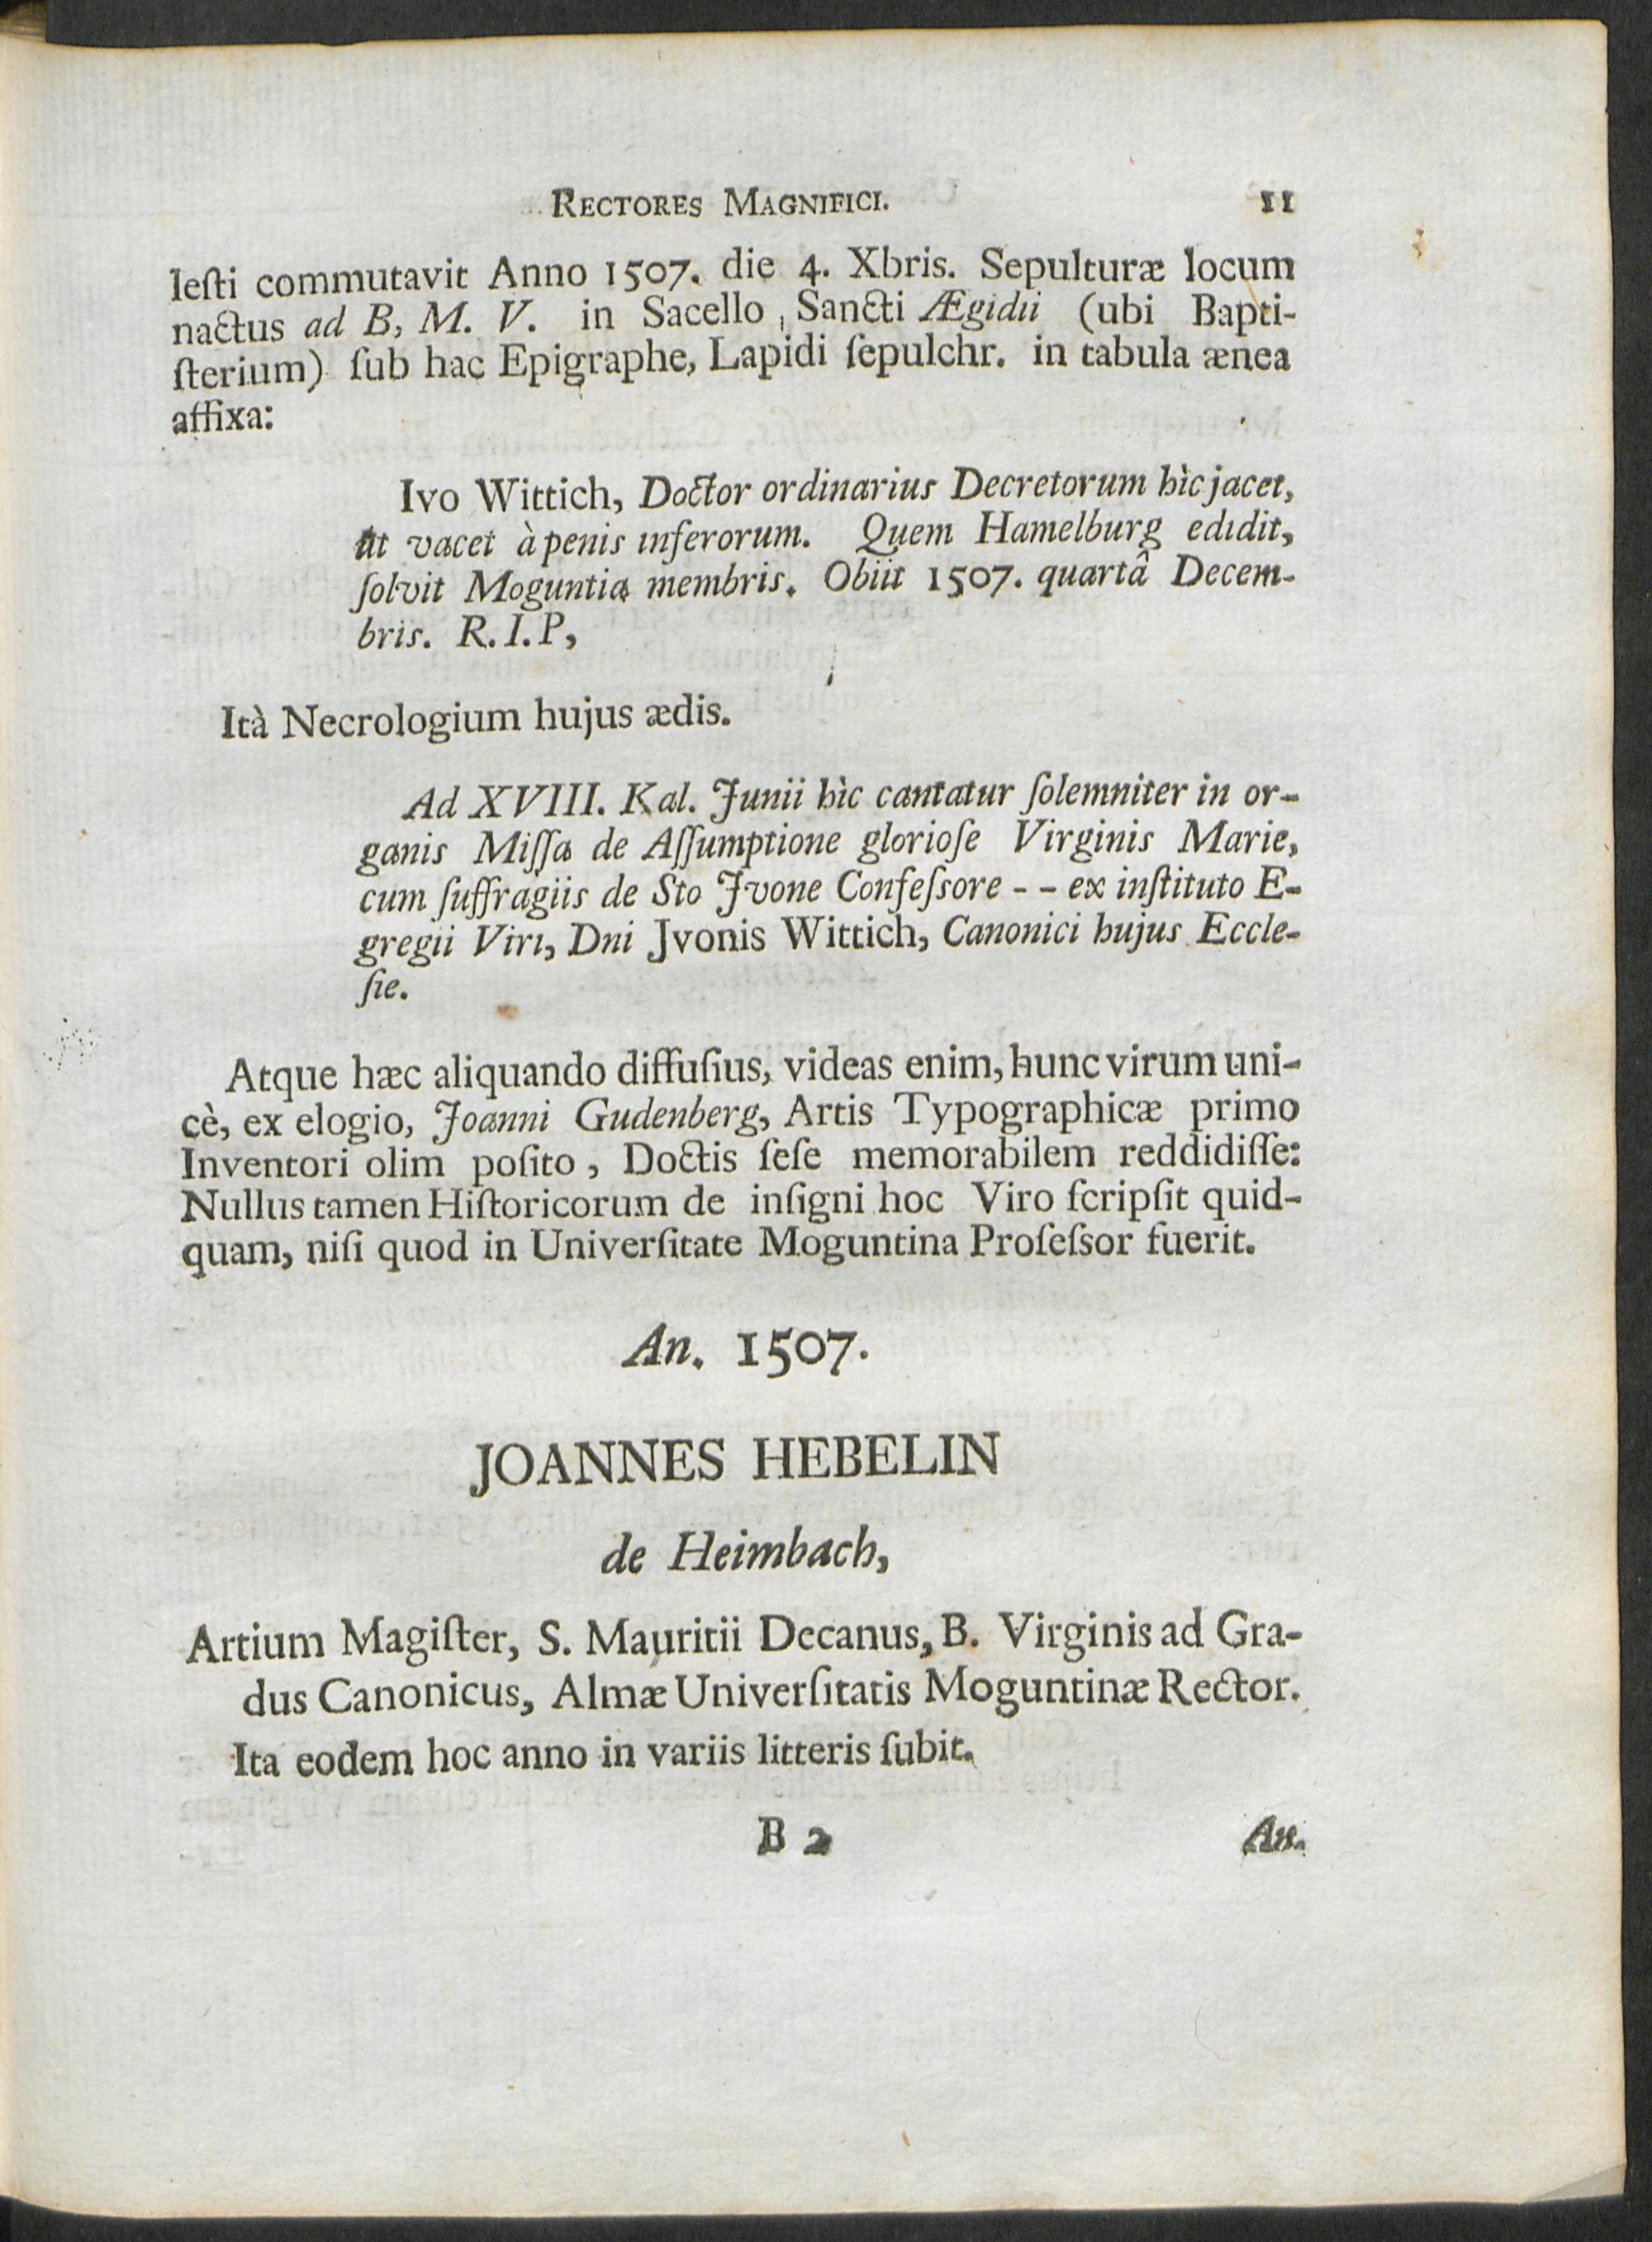 RECTORES MAGNIFICI. 11
leſti commutavit Anno 1507. die 4. Xbris. Sepulturæ locum
nactus ad B, M. V. in Sacello, Sancti Ægidii (ubi Bapti-
ſterium) ſub hac Epigraphe, Lapidi ſepulchr. in tabula ænea
affixa:
Ivo Wittich, Doctor ordinarius Decretorum hìc jacet,
ut vacet à penis inferorum. Quem Hamelburg edidit,
ſolvit Moguntia membris. Obiit 1507. quartâ Decem-
bris. R. I. P,
Ità Necrologium hujus ædis.
Ad XVIII. Kal. Junii hìc cantatur ſolemniter in or-
ganis Miſſa de Aſſumptione glorioſe Virginis Marie,
cum ſuffragiis de Sto Jvone Confeſsore - - ex inſtituto E-
gregii Viri, Dni Jvonis Wittich, Canonici hujus Eccle-
ſie.
Atque hæc aliquando diffuſius, videas enim, hunc virum uni-
cè, ex elogio, Joanni Gudenberg, Artis Typographicæ primo
Inventori olim poſito, Doctis ſeſe memorabilem reddidiſſe:
Nullus tamen Hiſtoricorum de inſigni hoc Viro ſcripſit quid-
quam, niſi quod in Univerſitate Moguntina Profeſsor fuerit.
An. 1507.
JOANNES HEBELIN
de Heimbach,
Artium Magiſter, S. Mauritii Decanus, B. Virginis ad Gra-
dus Canonicus, Almæ Univerſitatis Moguntinæ Rector.
Ita eodem hoc anno in variis litteris ſubit.
B 2 An.